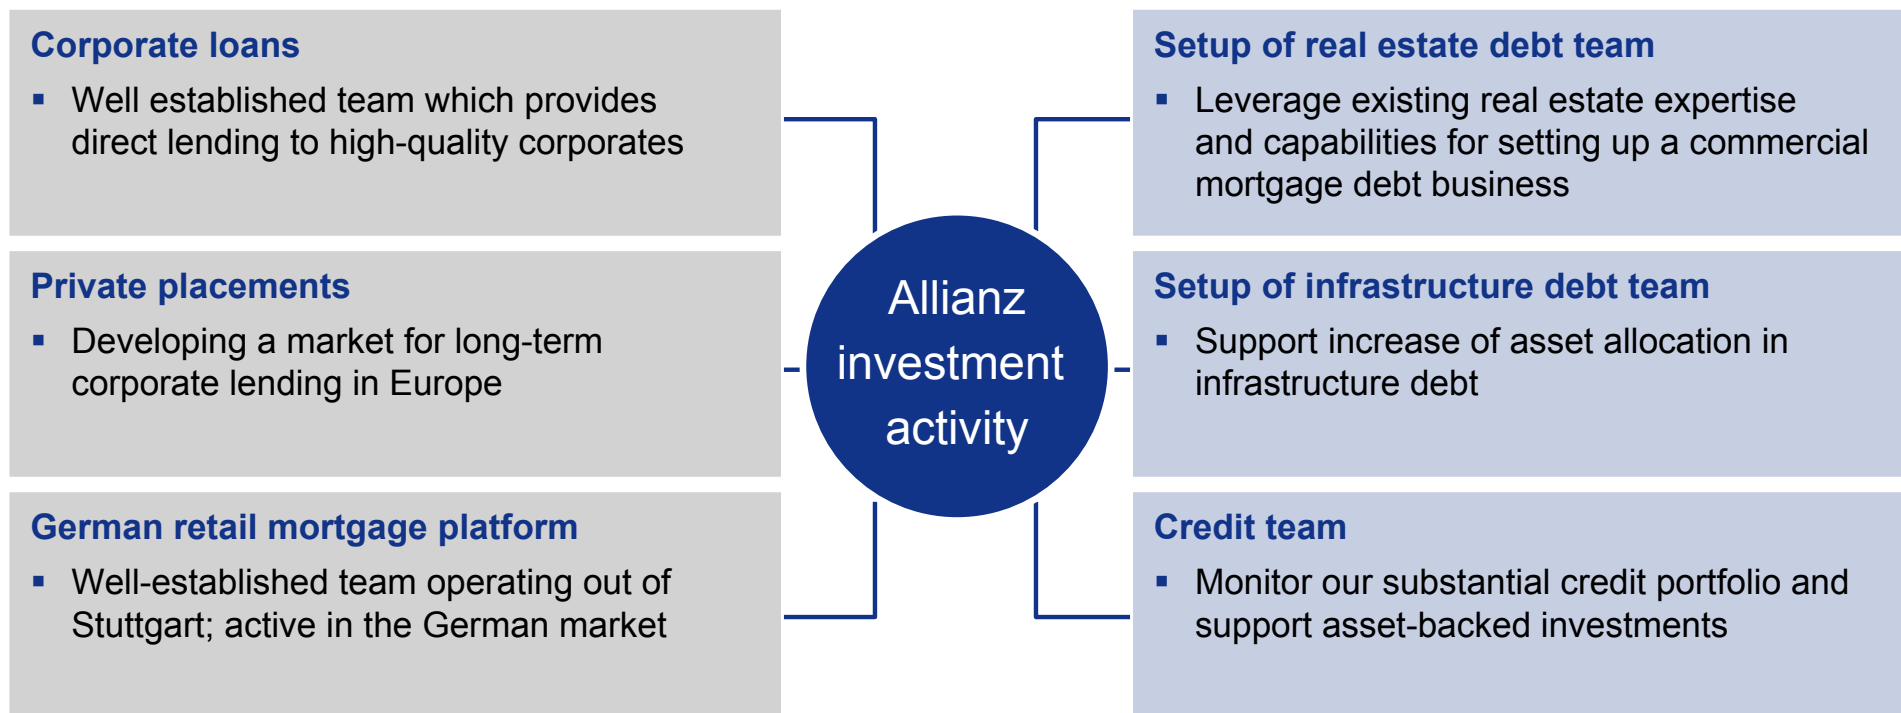 Corporate loans
▪ Well established team which provides
direct lending to high-quality corporates
Private placements
▪ Developing a market for long-term
corporate lending in Europe
German retail mortgage platform
▪ Well-established team operating out of
Stuttgart; active in the German market
Allianz
investment
activity
Setup of real estate debt team
▪ Leverage existing real estate expertise
and capabilities for setting up a commercial
mortgage debt business
Setup of infrastructure debt team
▪ Support increase of asset allocation in
infrastructure debt
Credit team
▪ Monitor our substantial credit portfolio and
support asset-backed investments